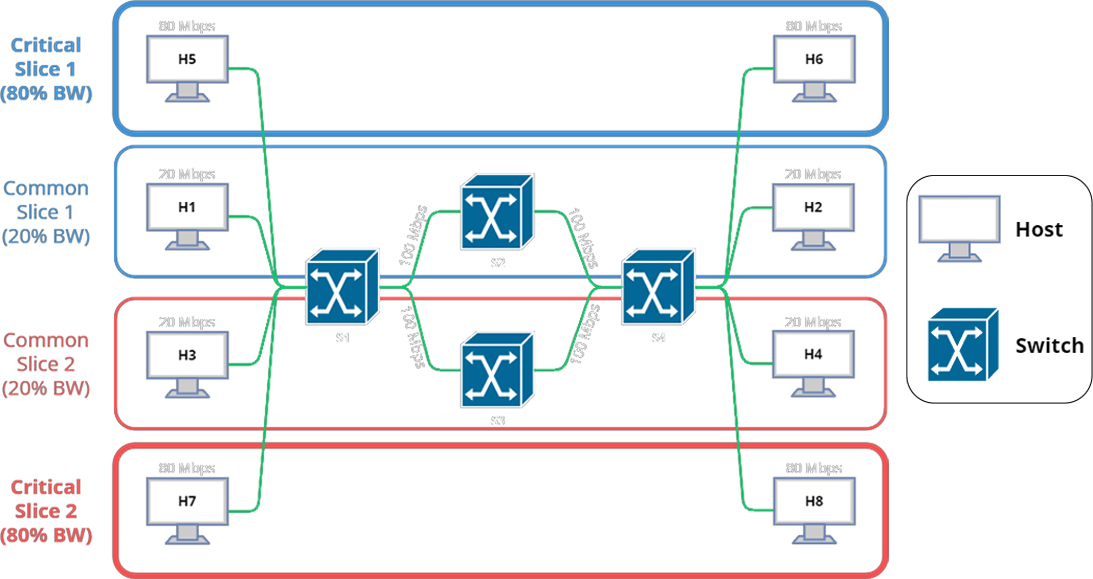 Critical
Slice 1
(80% BW)
80 Mbps
H5
80 Mbps
H6
Common
Slice 1
(20% BW)
20 Mbps
H1
20 Mbps
H2
100 Mbps
100 Mbps
S2
S1
S4
100 Mbps
100 Mbps
S3
Common
Slice 2
(20% BW)
20 Mbps
H3
20 Mbps
H4
Critical
Slice 2
(80% BW)
80 Mbps
H7
80 Mbps
H8
Host
Switch